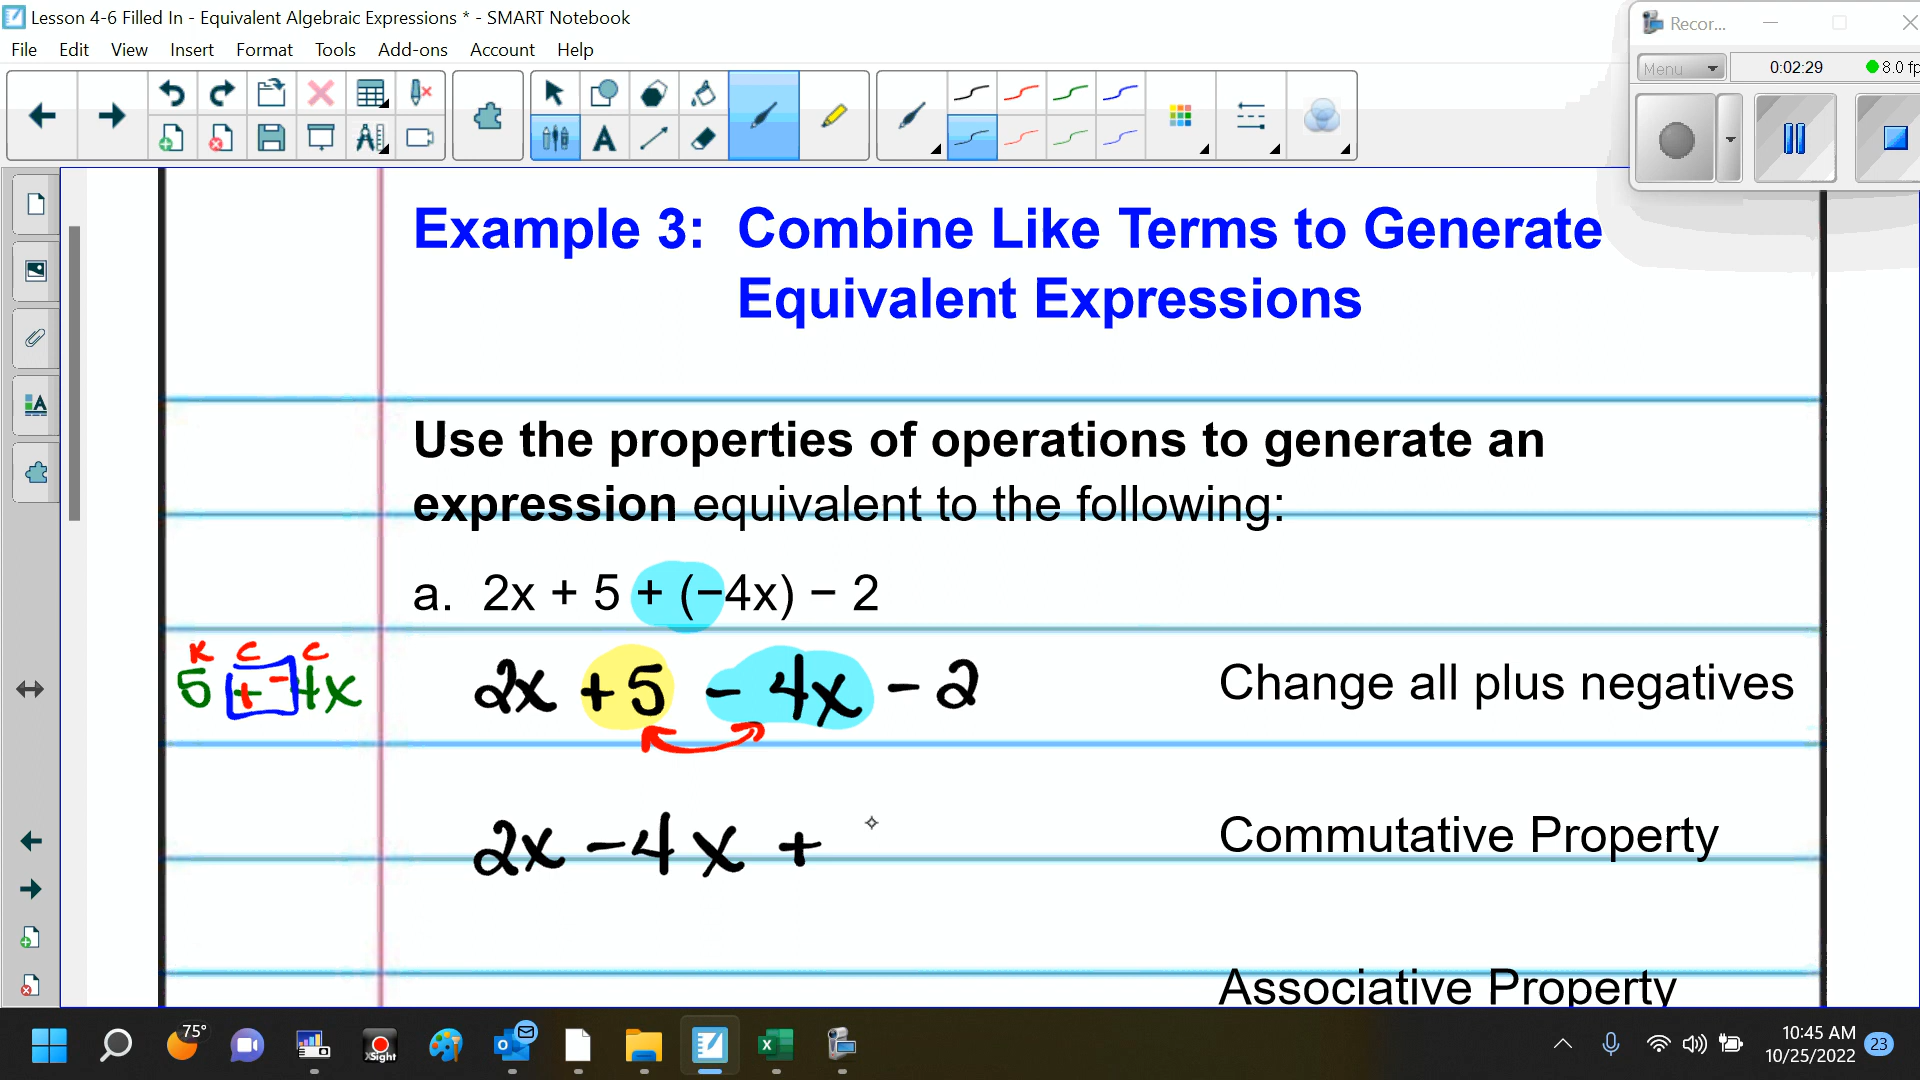 Lesson 4-6 Filled In - Equivalent Algebraic Expressions * - SMART Notebook
File Edit View Insert Format Tools Add-ons Account Help
Recor...
Menu 0:02:29 8.0 fp
Example 3: Combine Like Terms to Generate
Equivalent Expressions
Use the properties of operations to generate an
expression equivalent to the following:
a. 2x + 5 + (−4x) − 2
K C C
5 + - 4x
2x + 5 - 4x - 2 Change all plus negatives
2x - 4x + Commutative Property
Associative Property
75°
XSight
10:45 AM
10/25/2022 23